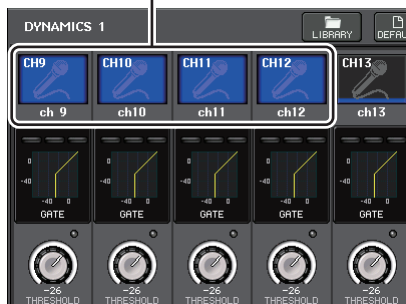 DYNAMICS 1
LIBRARY
DEFAU
CH9 CH10 CH11 CH12 CH13
ch 9 ch10 ch11 ch12 ch13
0 0 0 0 0
-40 -40 -40 -40 -40
-40 0 -40 0 -40 0 -40 0 -40 0
GATE GATE GATE GATE GATE
-26 -26 -26 -26 -26
THRESHOLD THRESHOLD THRESHOLD THRESHOLD THRESHOLD